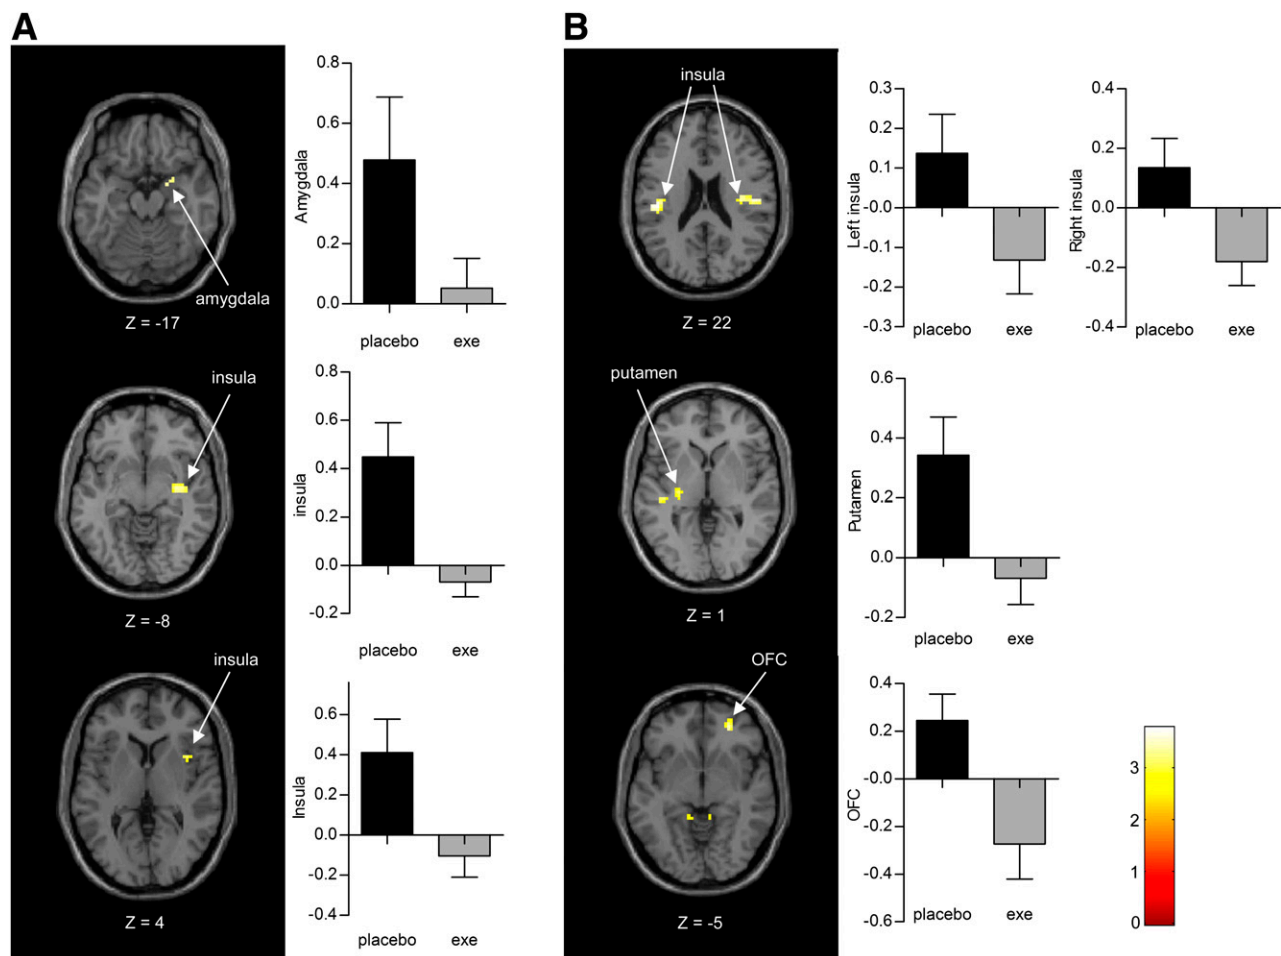 A
B
amygdala
Z = -17
0.8
0.6
0.4
0.2
0.0
Amygdala
placebo
exe
insula
Z = -8
0.8
0.6
0.4
0.2
0.0
-0.2
insula
placebo
exe
insula
Z = 4
0.6
0.4
0.2
0.0
-0.2
-0.4
Insula
placebo
exe
insula
Z = 22
0.3
0.2
0.1
-0.0
-0.1
-0.2
-0.3
Left insula
placebo
exe
0.4
0.2
0.0
-0.2
-0.4
Right insula
placebo
exe
putamen
Z = 1
0.6
0.4
0.2
0.0
-0.2
Putamen
placebo
exe
OFC
Z = -5
0.4
0.2
-0.0
-0.2
-0.4
-0.6
OFC
placebo
exe
3
2
1
0